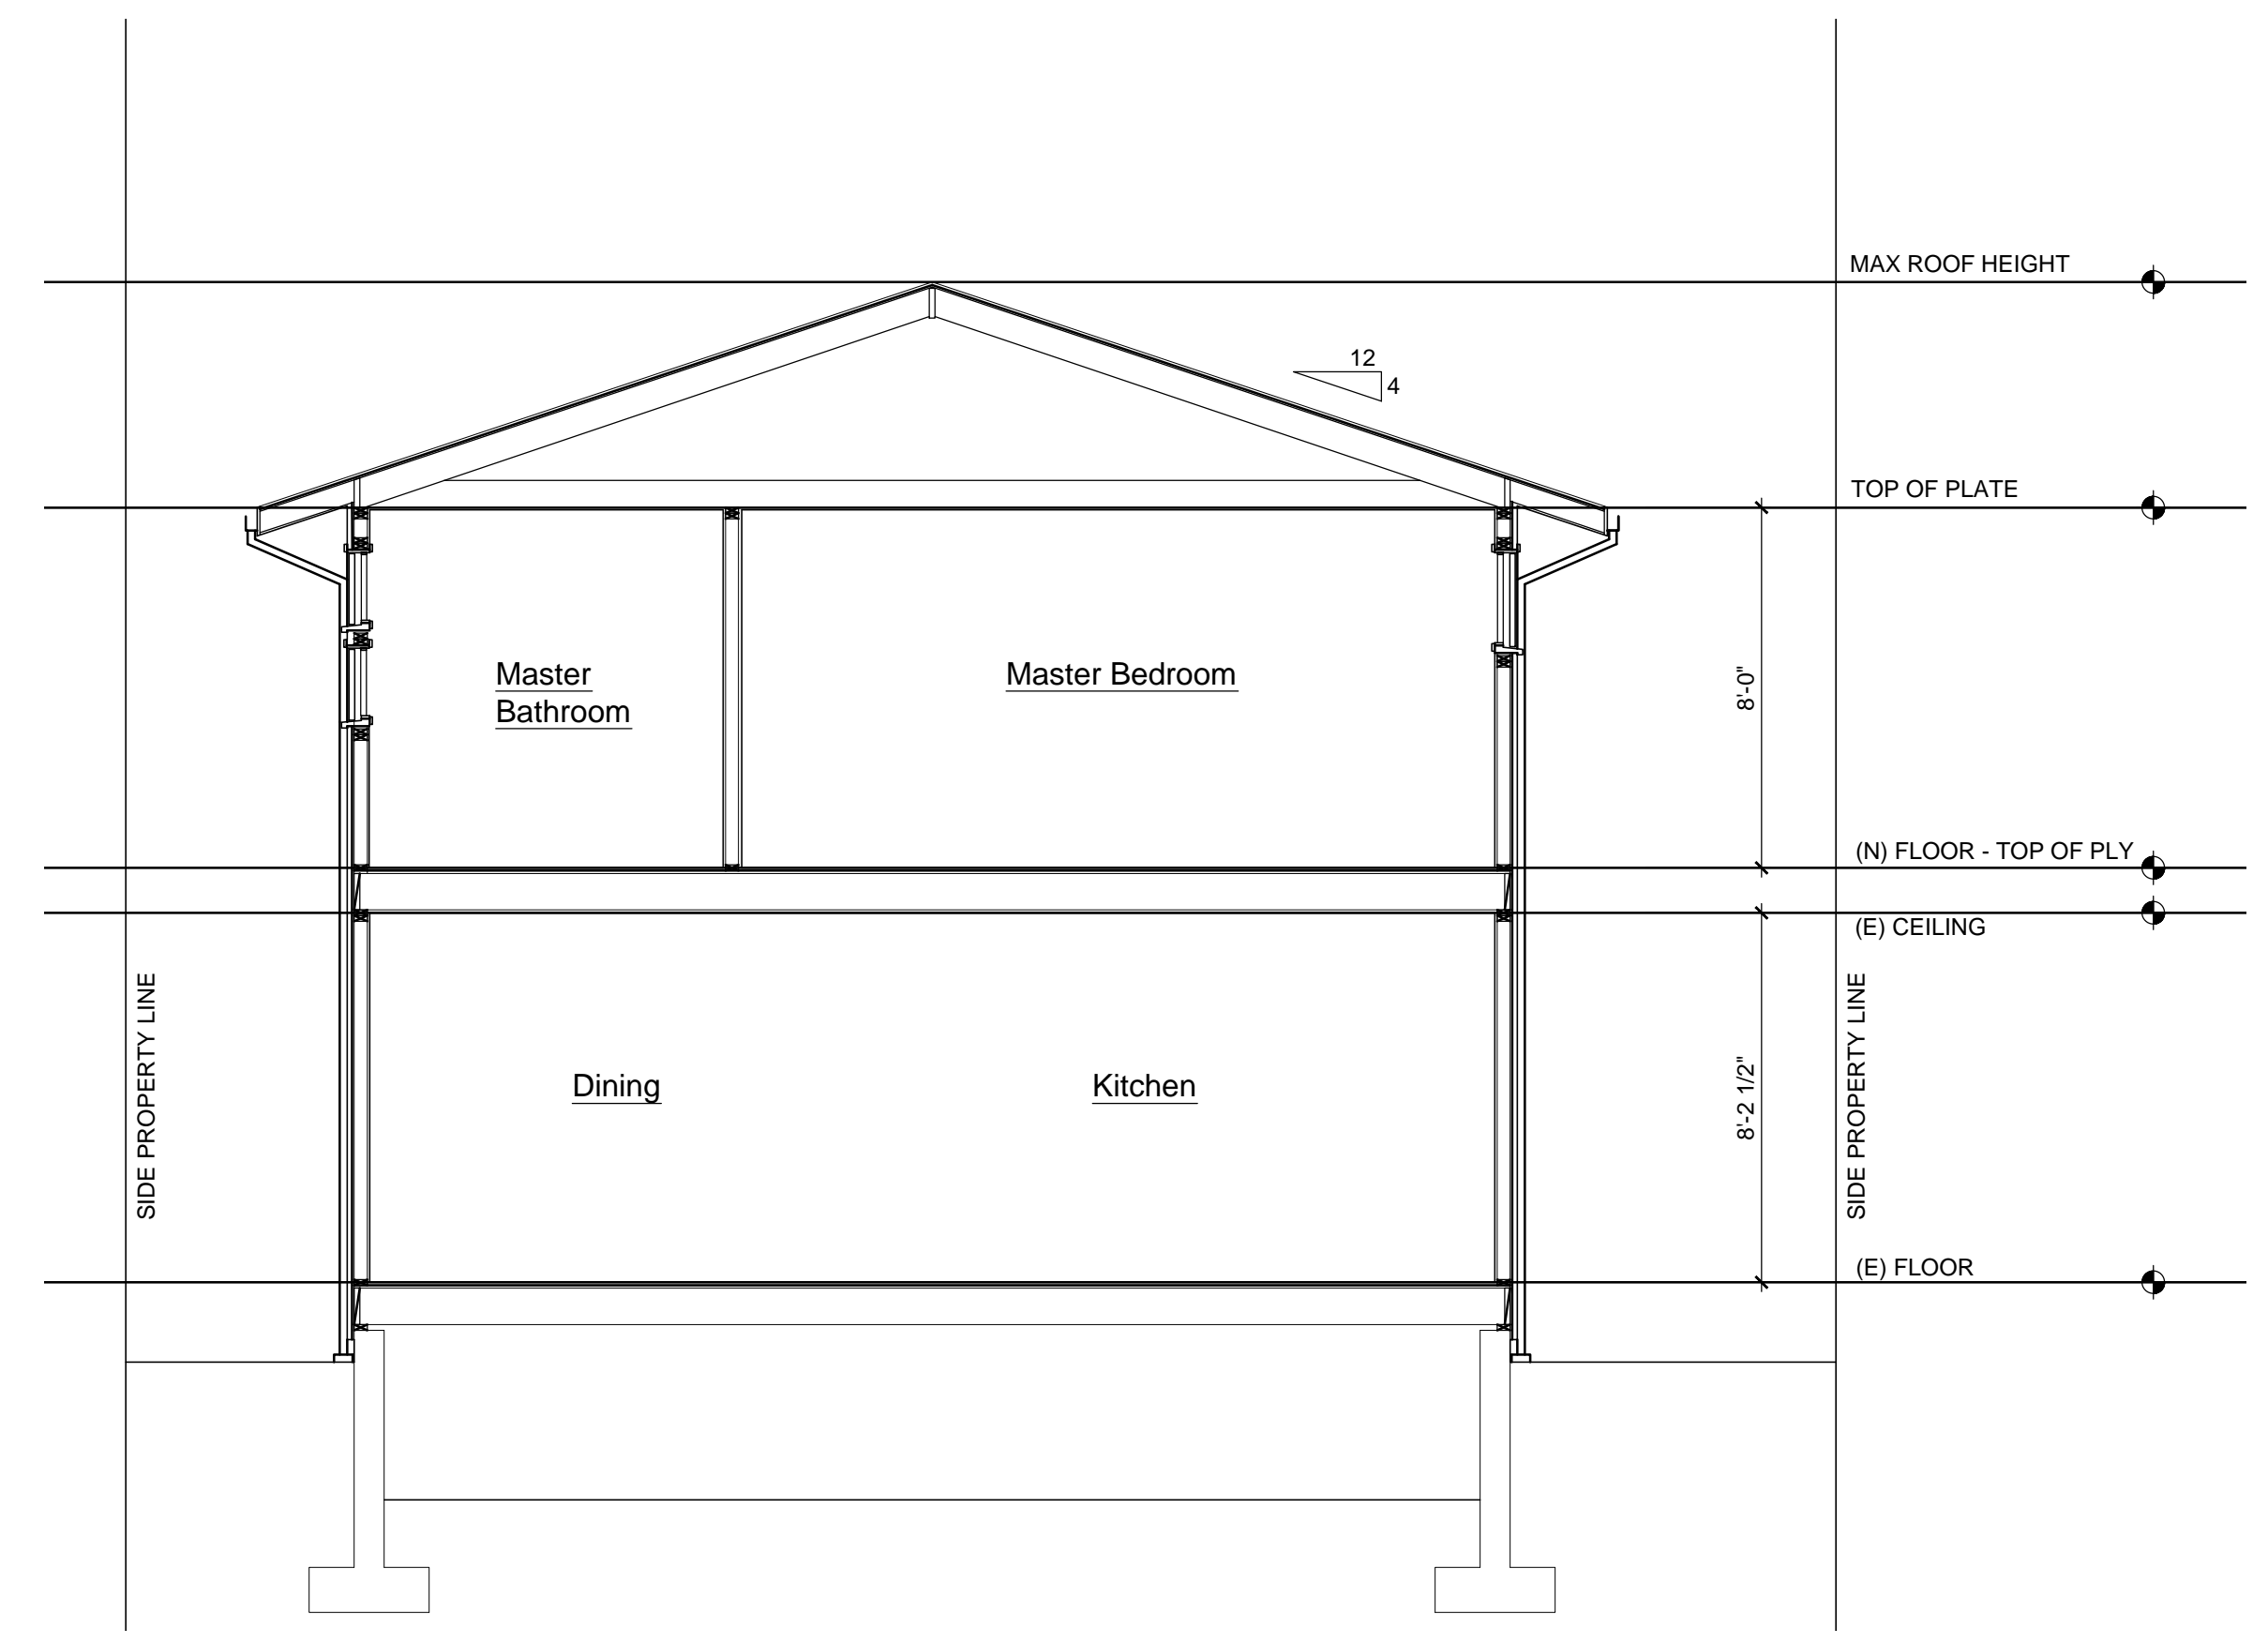 MAX ROOF HEIGHT
12
4
TOP OF PLATE
Master
Bathroom
Master Bedroom
8'-0"
(N) FLOOR - TOP OF PLY
(E) CEILING
SIDE PROPERTY LINE
Dining
Kitchen
8'-2 1/2"
SIDE PROPERTY LINE
(E) FLOOR